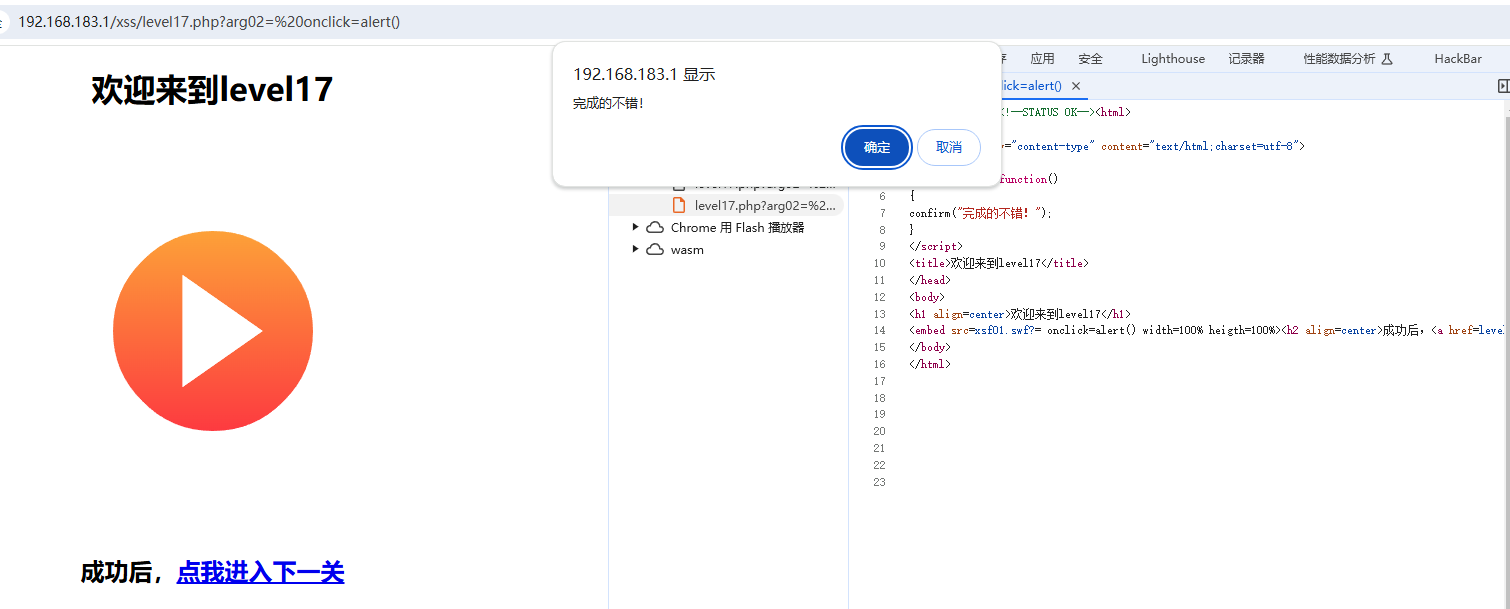 192.168.183.1/xss/level17.php?arg02=%20onclick=alert()
欢迎来到level17
192.168.183.1 显示
完成的不错！
确定
取消
应用
安全
Lighthouse
记录器
性能数据分析
HackBar
ick=alert()
level17.php?arg02=%2...
Chrome 用 Flash 播放器
wasm
<!--STATUS OK--><html>
="content-type" content="text/html;charset=utf-8">
function()
6 {
7 confirm("完成的不错！");
8 }
9 </script>
10 <title>欢迎来到level17</title>
11 </head>
12 <body>
13 <h1 align=center>欢迎来到level17</h1>
14 <embed src=xsf01.swf?= onclick=alert() width=100% heigth=100%><h2 align=center>成功后，<a href=leve
15 </body>
16 </html>
17
18
19
20
21
22
23
成功后，点我进入下一关